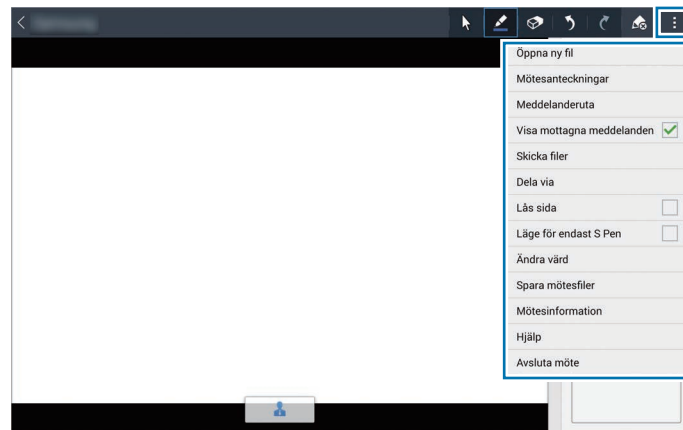 Öppna ny fil
Mötesanteckningar
Meddelanderuta
Visa mottagna meddelanden
Skicka filer
Dela via
Lås sida
Läge för endast S Pen
Ändra värd
Spara mötesfiler
Mötesinformation
Hjälp
Avsluta möte